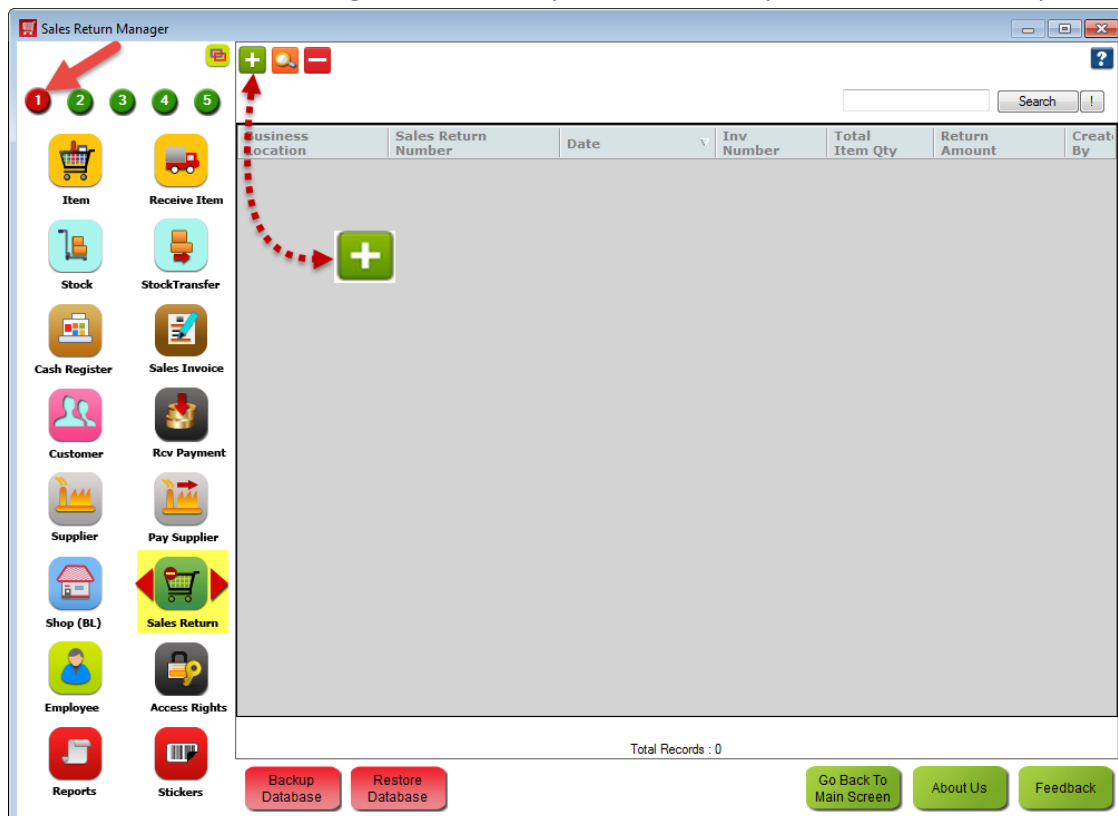 Sales Return Manager
?
1 2 3 4 5
Search !
Business Location
Sales Return Number
Date
Inv Number
Total Item Qty
Return Amount
Creat By
Item
Receive Item
Stock
StockTransfer
Cash Register
Sales Invoice
Customer
Rcv Payment
Supplier
Pay Supplier
Shop (BL)
Sales Return
Employee
Access Rights
Reports
Stickers
Total Records : 0
Backup Database
Restore Database
Go Back To Main Screen
About Us
Feedback